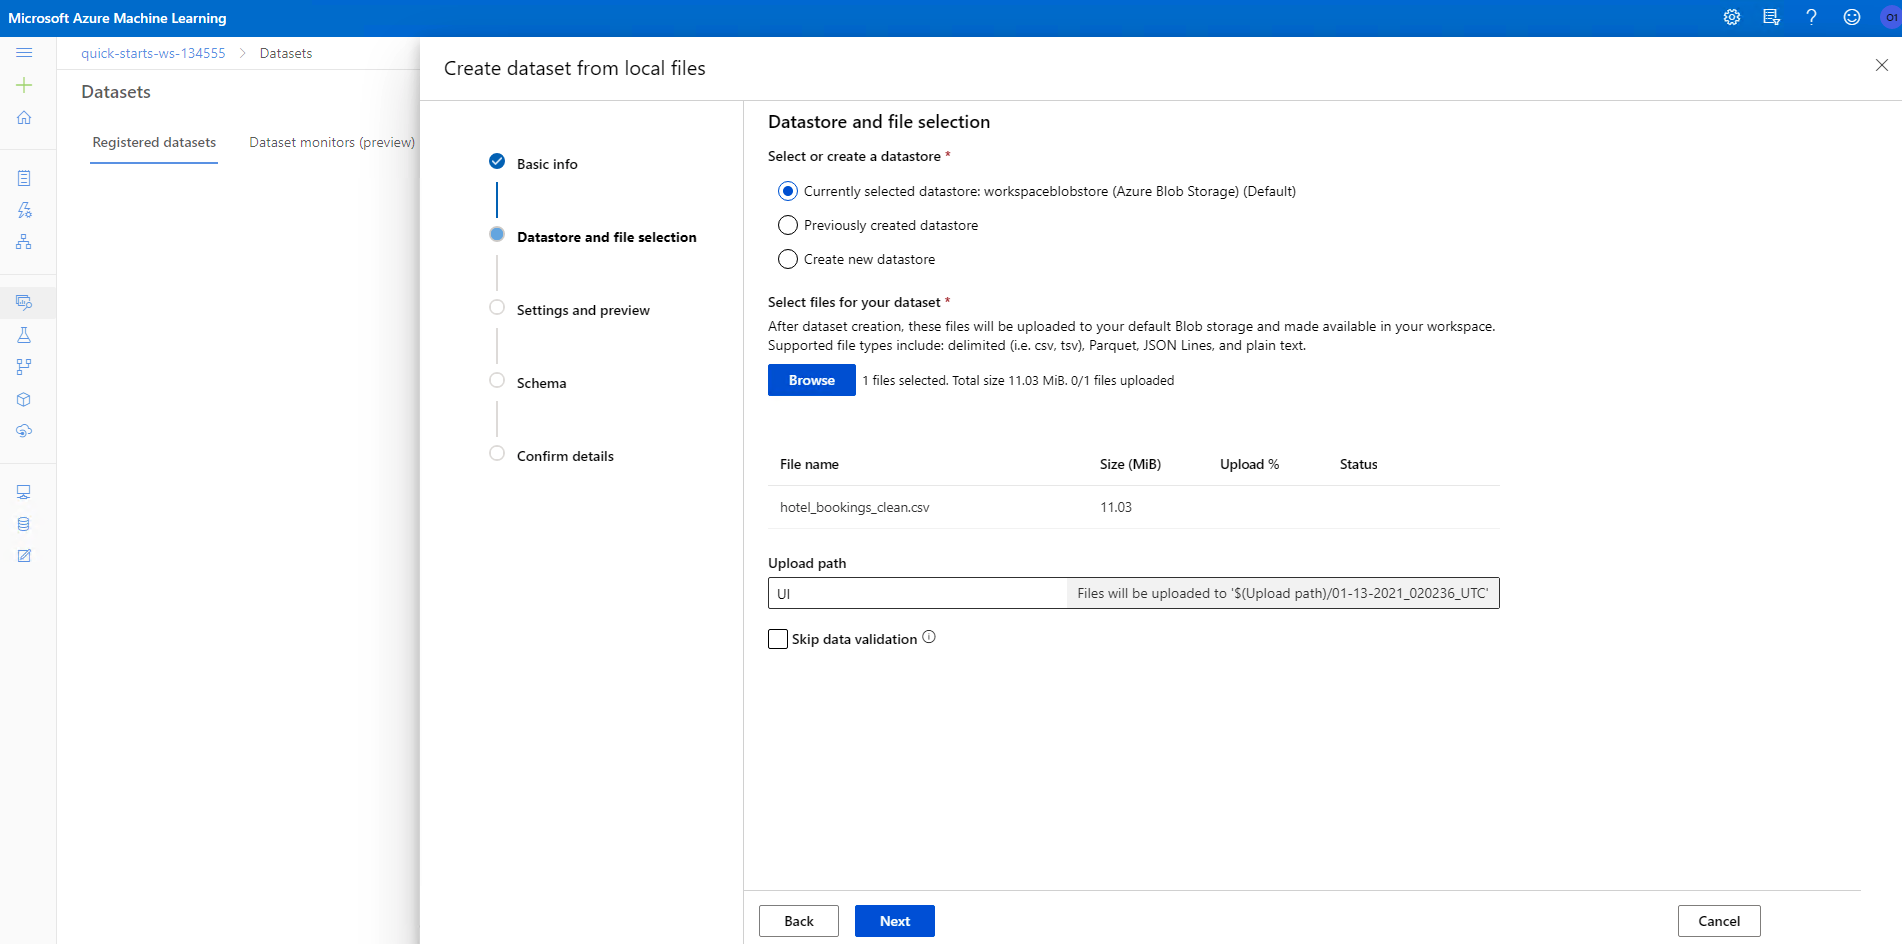 Microsoft Azure Machine Learning
01
quick-starts-ws-134555 > Datasets
Datasets
Registered datasets
Dataset monitors (preview)
Create dataset from local files
Basic info
Datastore and file selection
Settings and preview
Schema
Confirm details
Datastore and file selection
Select or create a datastore *
Currently selected datastore: workspaceblobstore (Azure Blob Storage) (Default)
Previously created datastore
Create new datastore
Select files for your dataset *
After dataset creation, these files will be uploaded to your default Blob storage and made available in your workspace.
Supported file types include: delimited (i.e. csv, tsv), Parquet, JSON Lines, and plain text.
Browse 1 files selected. Total size 11.03 MiB. 0/1 files uploaded
File name Size (MiB) Upload % Status
hotel_bookings_clean.csv 11.03
Upload path
UI Files will be uploaded to '$(Upload path)/01-13-2021_020236_UTC'
Skip data validation
Back Next Cancel